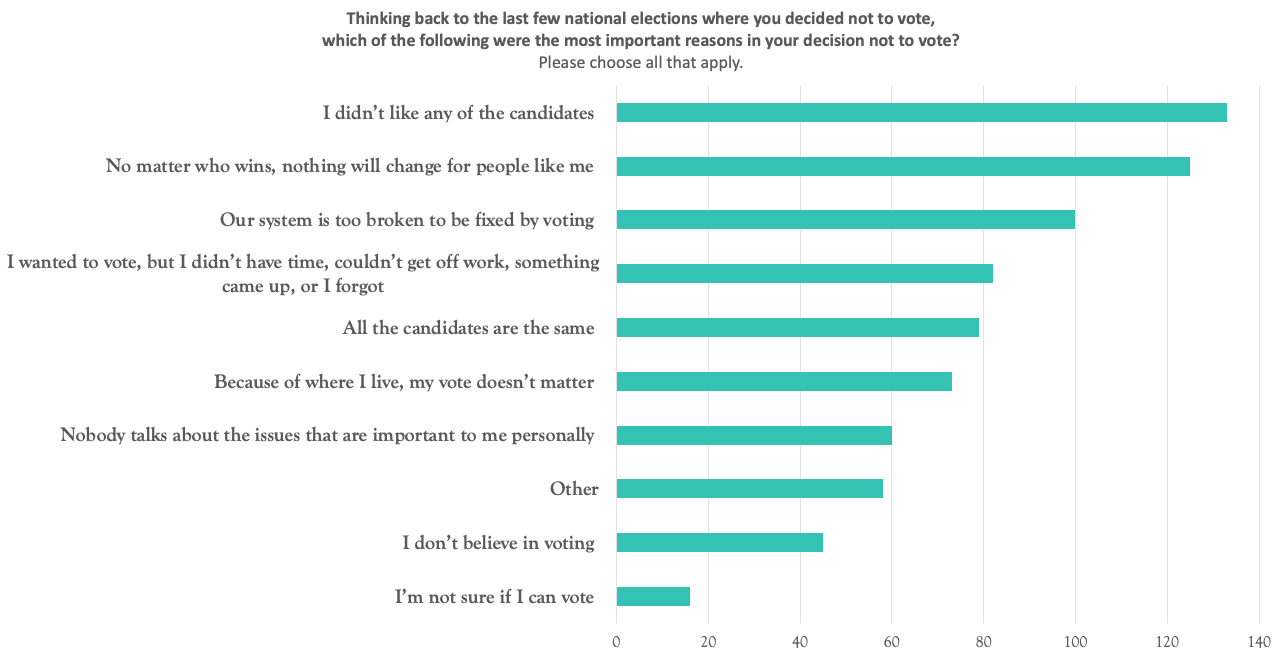 Thinking back to the last few national elections where you decided not to vote,
which of the following were the most important reasons in your decision not to vote?
Please choose all that apply.
I didn’t like any of the candidates
No matter who wins, nothing will change for people like me
Our system is too broken to be fixed by voting
I wanted to vote, but I didn’t have time, couldn’t get off work, something
came up, or I forgot
All the candidates are the same
Because of where I live, my vote doesn’t matter
Nobody talks about the issues that are important to me personally
Other
I don’t believe in voting
I’m not sure if I can vote
0 20 40 60 80 100 120 140